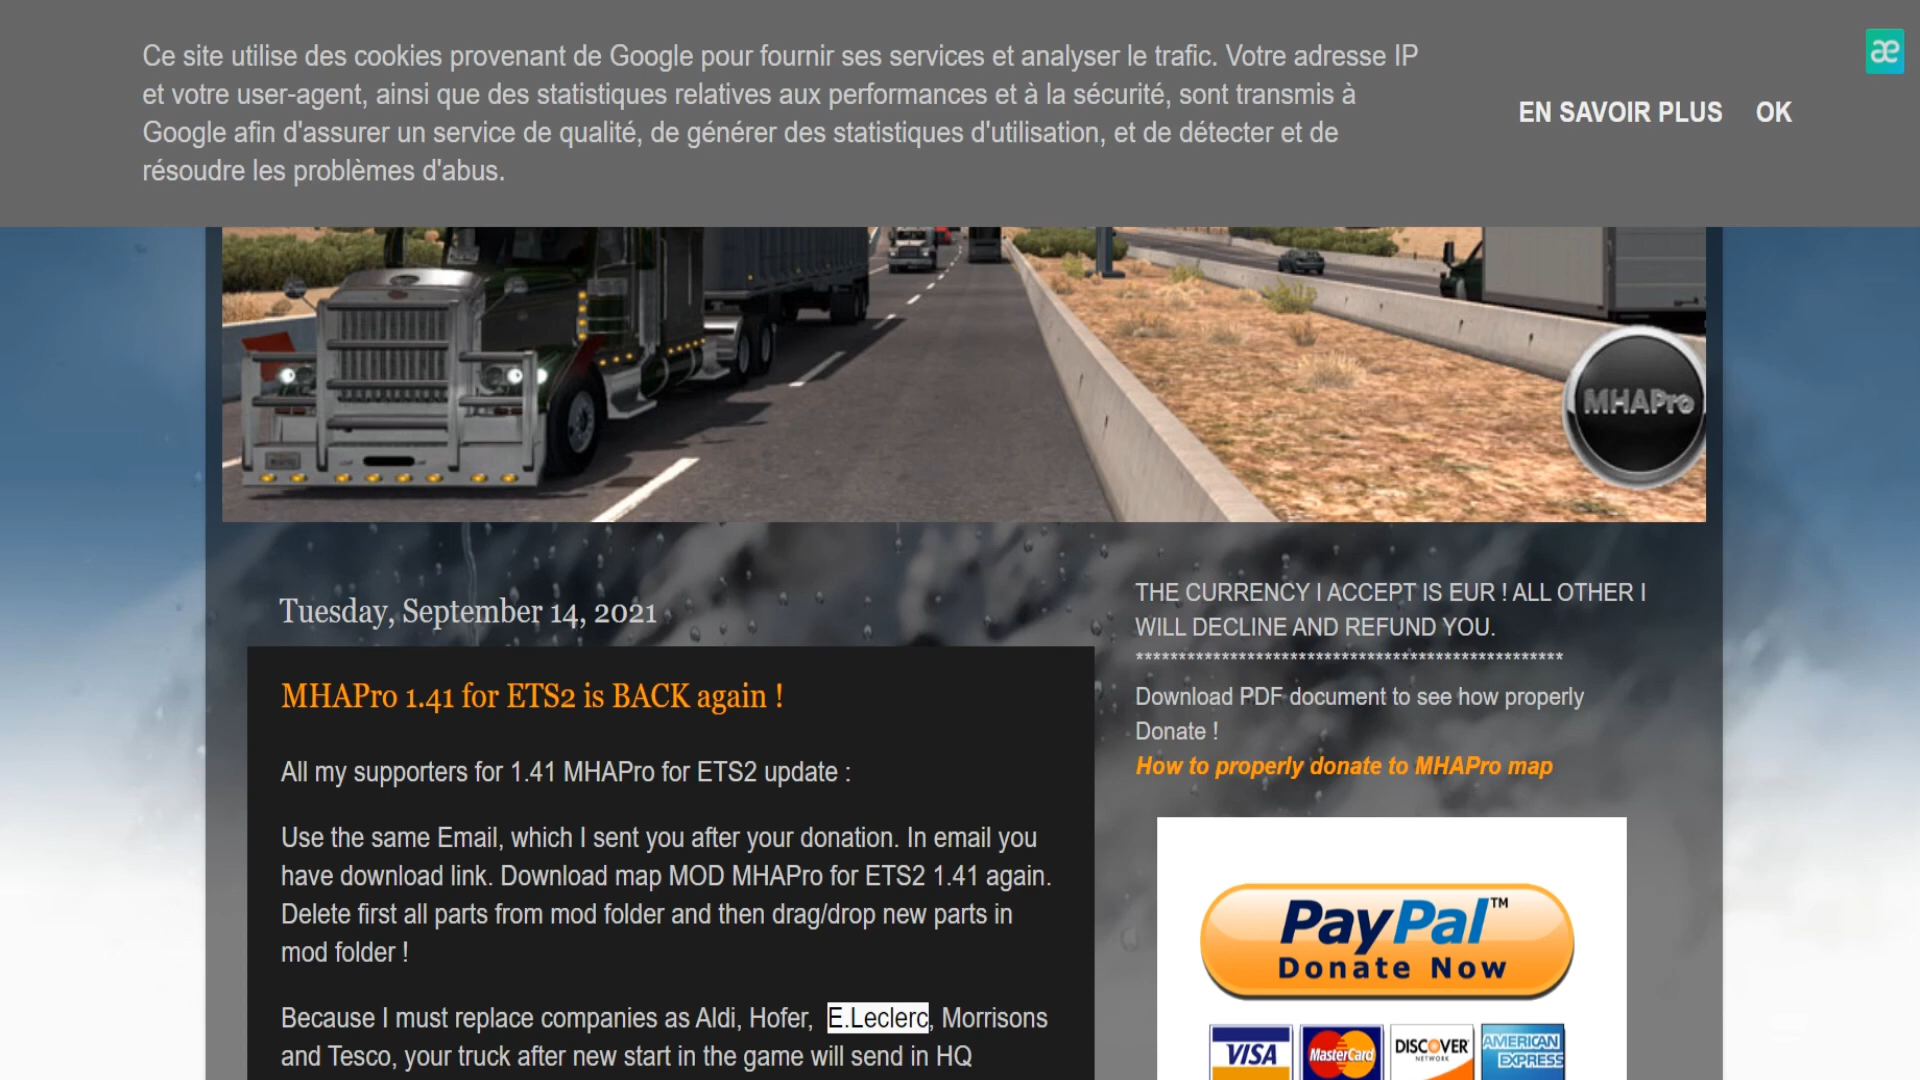 Ce site utilise des cookies provenant de Google pour fournir ses services et analyser le trafic. Votre adresse IP
et votre user-agent, ainsi que des statistiques relatives aux performances et à la sécurité, sont transmis à
Google afin d'assurer un service de qualité, de générer des statistiques d'utilisation, et de détecter et de
résoudre les problèmes d'abus.
EN SAVOIR PLUS OK
æ
MHAPro
Tuesday, September 14, 2021
MHAPro 1.41 for ETS2 is BACK again !
All my supporters for 1.41 MHAPro for ETS2 update :
Use the same Email, which I sent you after your donation. In email you
have download link. Download map MOD MHAPro for ETS2 1.41 again.
Delete first all parts from mod folder and then drag/drop new parts in
mod folder !
Because I must replace companies as Aldi, Hofer, E.Leclerc, Morrisons
and Tesco, your truck after new start in the game will send in HQ
THE CURRENCY I ACCEPT IS EUR ! ALL OTHER I
WILL DECLINE AND REFUND YOU.
**************************************************
Download PDF document to see how properly
Donate !
How to properly donate to MHAPro map
PayPal™
Donate Now
VISA MasterCard DISCOVER NETWORK AMERICAN EXPRESS